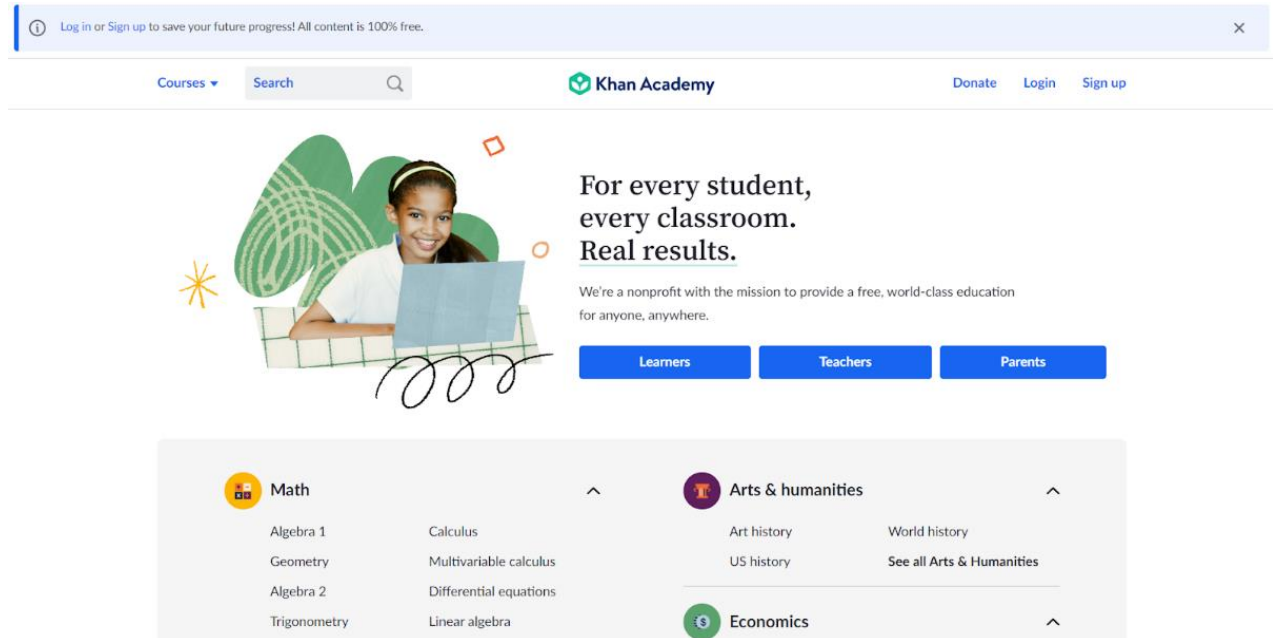 Log in or Sign up to save your future progress! All content is 100% free.
Courses
Search
Khan Academy
Donate
Login
Sign up
For every student,
every classroom.
Real results.
We're a nonprofit with the mission to provide a free, world-class education
for anyone, anywhere.
Learners
Teachers
Parents
Math
Algebra 1
Calculus
Geometry
Multivariable calculus
Algebra 2
Differential equations
Trigonometry
Linear algebra
Arts & humanities
Art history
World history
US history
See all Arts & Humanities
Economics